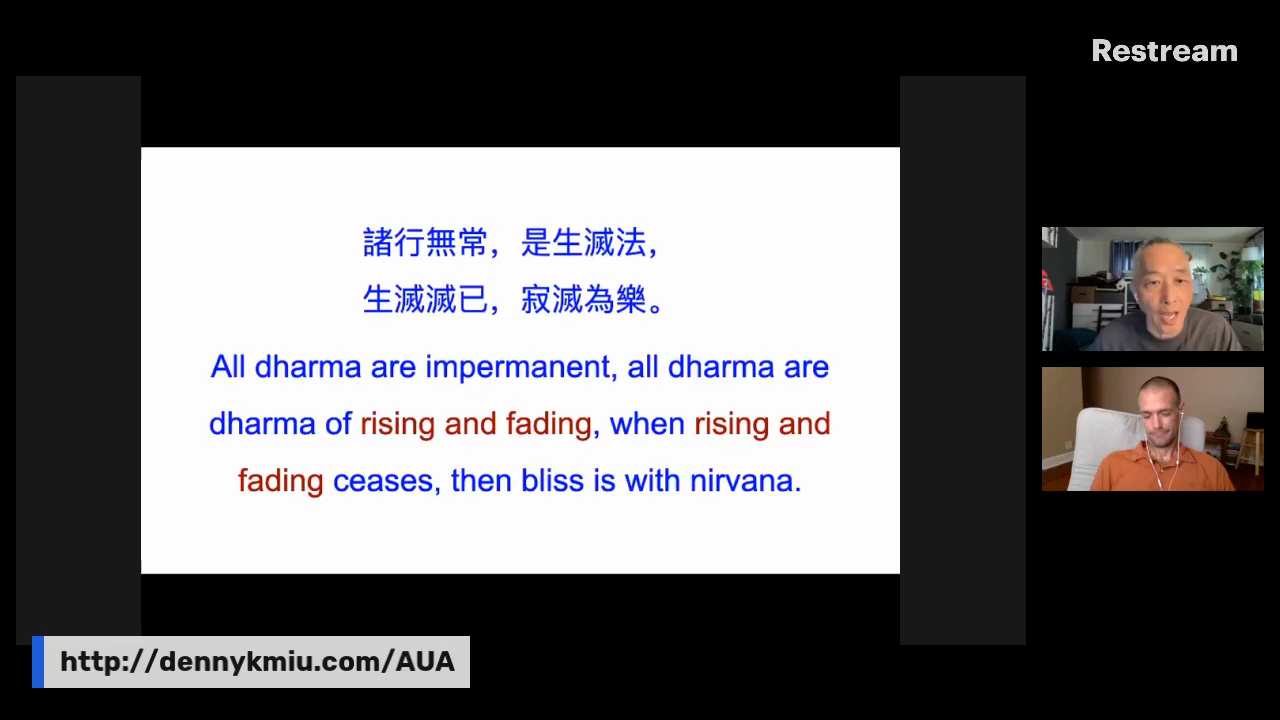 Restream
諸行無常，是生滅法，
生滅滅已，寂滅為樂。
All dharma are impermanent, all dharma are
dharma of rising and fading, when rising and
fading ceases, then bliss is with nirvana.
http://dennykmiu.com/AUA